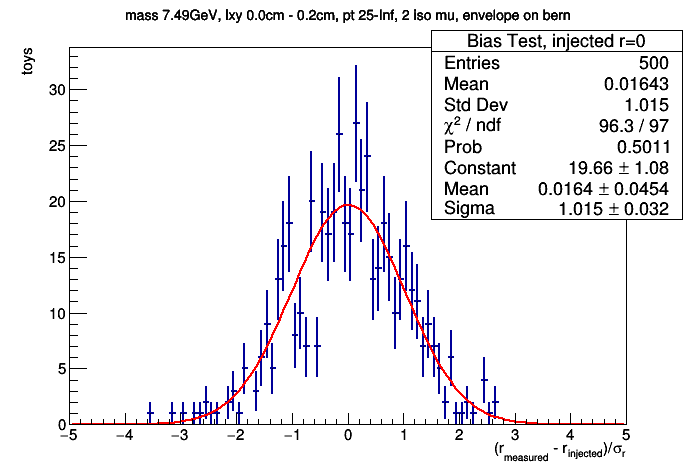 mass 7.49GeV, lxy 0.0cm - 0.2cm, pt 25-Inf, 2 Iso mu, envelope on bern
Bias Test, injected r=0
Entries 500
Mean 0.01643
Std Dev 1.015
χ² / ndf 96.3 / 97
Prob 0.5011
Constant 19.66 ± 1.08
Mean 0.0164 ± 0.0454
Sigma 1.015 ± 0.032
toys
30
25
20
15
10
5
0
−5 −4 −3 −2 −1 0 1 2 3 4 5
(r_measured - r_injected)/σ_r